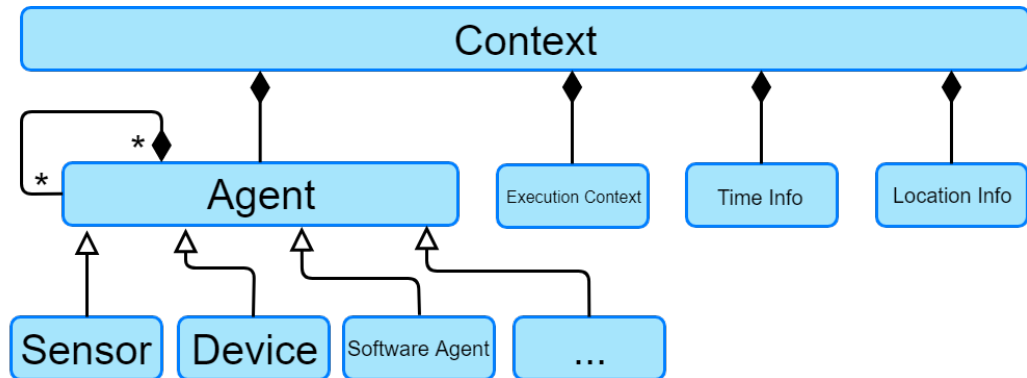 Context
*
*
Agent
Execution Context
Time Info
Location Info
Sensor
Device
Software Agent
...